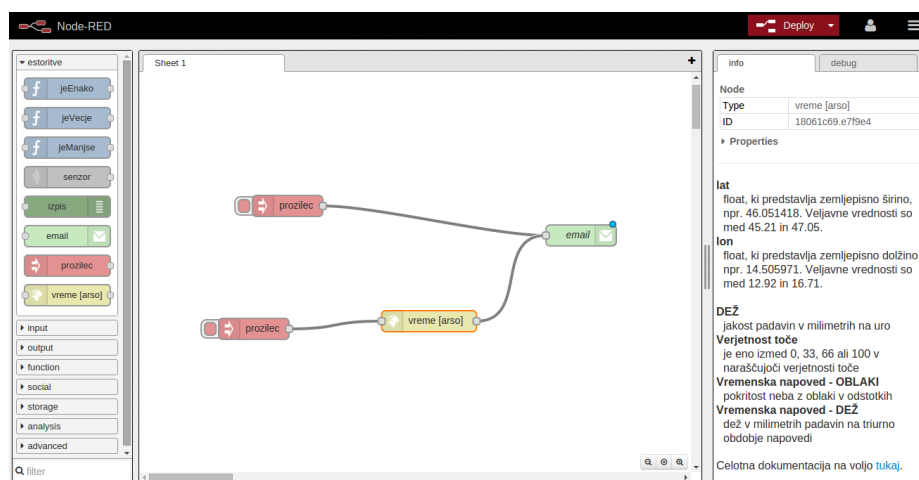 Node-RED
Deploy
estoritve
jeEnako
jeVecje
jeManjse
senzor
izpis
email
prozilec
vreme [arso]
input
output
function
social
storage
analysis
advanced
filter
Sheet 1
prozilec
email
prozilec
vreme [arso]
info
debug
Node
Type vreme [arso]
ID 18061c69.e7f9e4
Properties
lat
float, ki predstavlja zemljepisno širino,
npr. 46.051418. Veljavne vrednosti so
med 45.21 in 47.05.
lon
float, ki predstavlja zemljepisno dolžino,
npr. 14.505971. Veljavne vrednosti so
med 12.92 in 16.71.
DEŽ
jakost padavin v milimetrih na uro
Verjetnost toče
je eno izmed 0, 33, 66 ali 100 v
naraščujoči verjetnosti toče
Vremenska napoved - OBLAKI
pokritost neba z oblaki v odstotkih
Vremenska napoved - DEŽ
dež v milimetrih padavin na triurno
obdobje napovedi
Celotna dokumentacija na voljo tukaj.